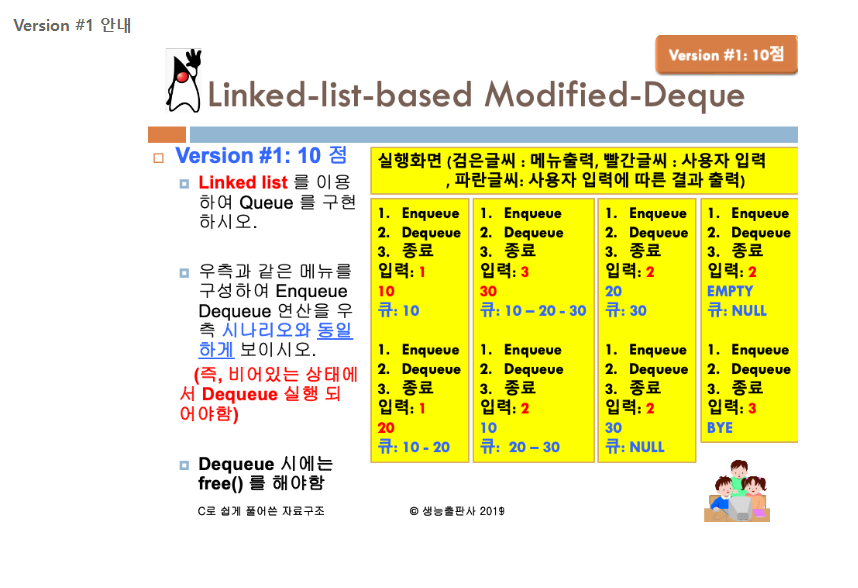 Version #1 안내
Version #1: 10점
Linked-list-based Modified-Deque
Version #1: 10 점
Linked list 를 이용
하여 Queue 를 구현
하시오.
우측과 같은 메뉴를
구성하여 Enqueue
Dequeue 연산을 우
측 시나리오와 동일
하게 보이시오.
(즉, 비어있는 상태에
서 Dequeue 실행 되
어야함)
Dequeue 시에는
free() 를 해야함
실행화면 (검은글씨 : 메뉴출력, 빨간글씨 : 사용자 입력
, 파란글씨: 사용자 입력에 따른 결과 출력)
1. Enqueue
2. Dequeue
3. 종료
입력: 1
10
큐: 10
1. Enqueue
2. Dequeue
3. 종료
입력: 1
20
큐: 10 - 20
1. Enqueue
2. Dequeue
3. 종료
입력: 3
30
큐: 10 – 20 - 30
1. Enqueue
2. Dequeue
3. 종료
입력: 2
10
큐: 20 – 30
1. Enqueue
2. Dequeue
3. 종료
입력: 2
20
큐: 30
1. Enqueue
2. Dequeue
3. 종료
입력: 2
30
큐: NULL
1. Enqueue
2. Dequeue
3. 종료
입력: 2
EMPTY
큐: NULL
1. Enqueue
2. Dequeue
3. 종료
입력: 3
BYE
C로 쉽게 풀어쓴 자료구조
© 생능출판사 2019